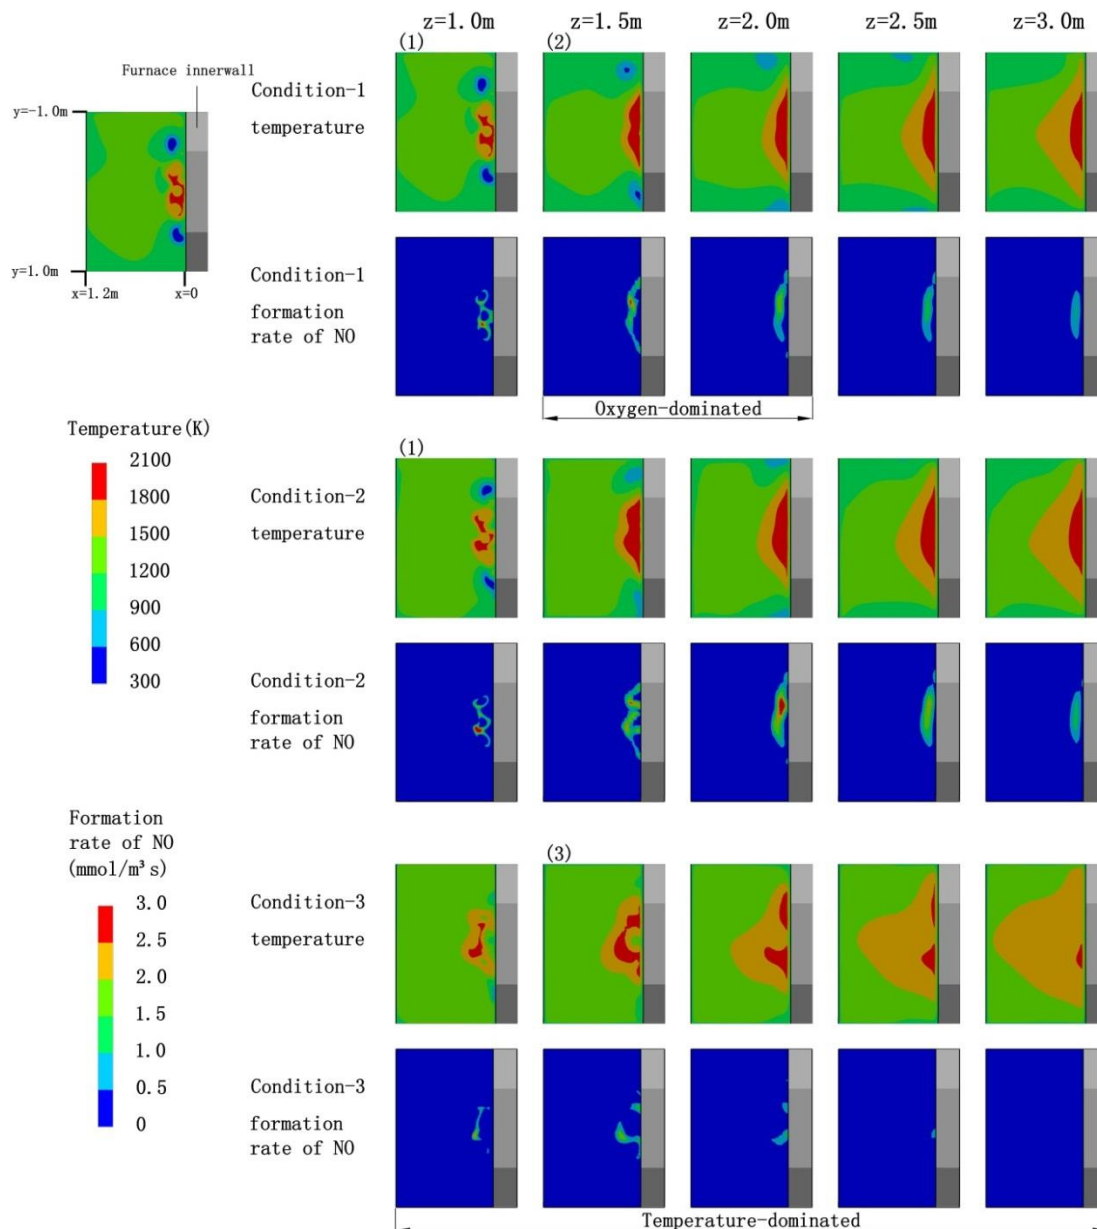 z=1.0m z=1.5m z=2.0m z=2.5m z=3.0m
(1) (2)
Furnace innerwall
y=-1.0m
y=1.0m
x=1.2m x=0
Condition-1
temperature
Condition-1
formation
rate of NO
Oxygen-dominated
Temperature(K)
2100
1800
1500
1200
900
600
300
(1)
Condition-2
temperature
Condition-2
formation
rate of NO
Formation
rate of NO
(mmol/m³s)
3.0
2.5
2.0
1.5
1.0
0.5
0
(3)
Condition-3
temperature
Condition-3
formation
rate of NO
Temperature-dominated